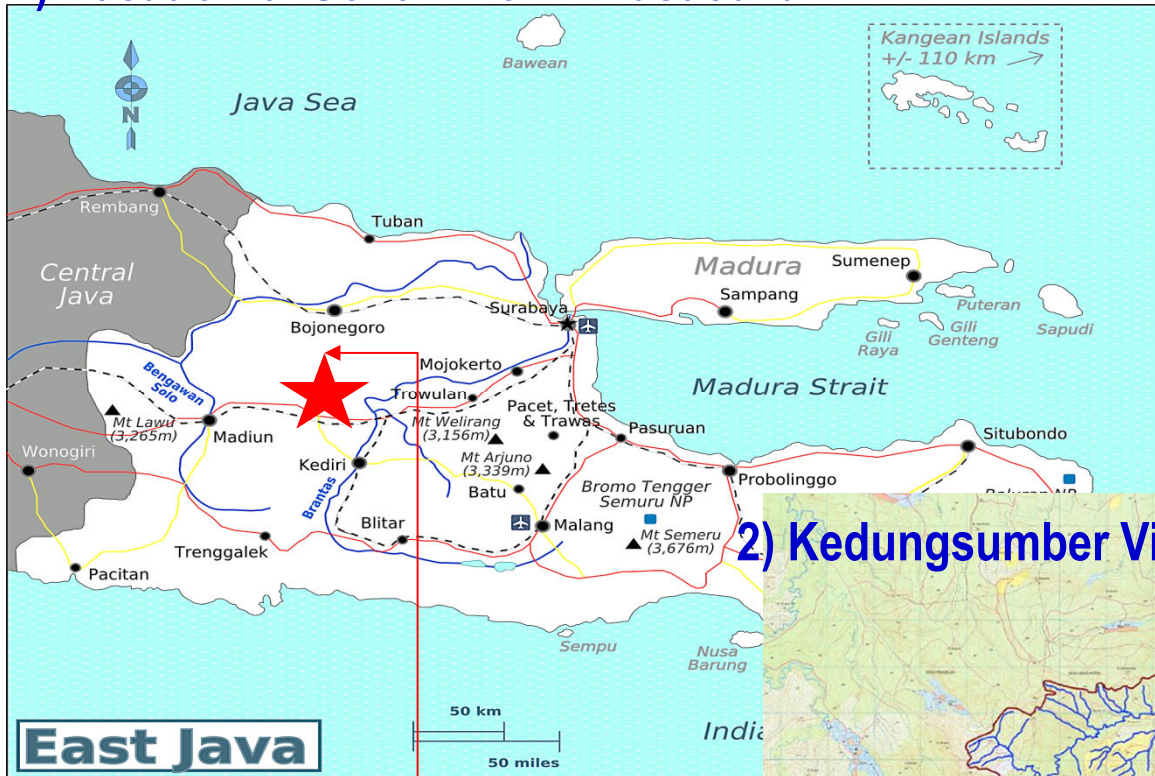 Kangean Islands
+/- 110 km
Bawean
N
Java Sea
Rembang
Tuban
Central
Java
Madura
Sumenep
Puteran
Sapudi
Gili
Genteng
Gili
Raya
Sampang
Surabaya
Bojonegoro
Mojokerto
Madura Strait
Bengawan
Solo
Trowulan
Pacet, Tretes
& Trawas
Mt Lawu
(3,265m)
Madiun
Mt Welirang
(3,156m)
Pasuruan
Situbondo
Wonogiri
Kediri
Mt Arjuno
(3,339m)
Probolinggo
Batu
Bromo Tengger
Semuru NP
Baluran NP
Brantas
Blitar
Malang
Mt Semeru
(3,676m)
Trenggalek
Pacitan
2) Kedungsumber Vi
Sempu
Nusa
Barung
50 km
50 miles
India
East Java